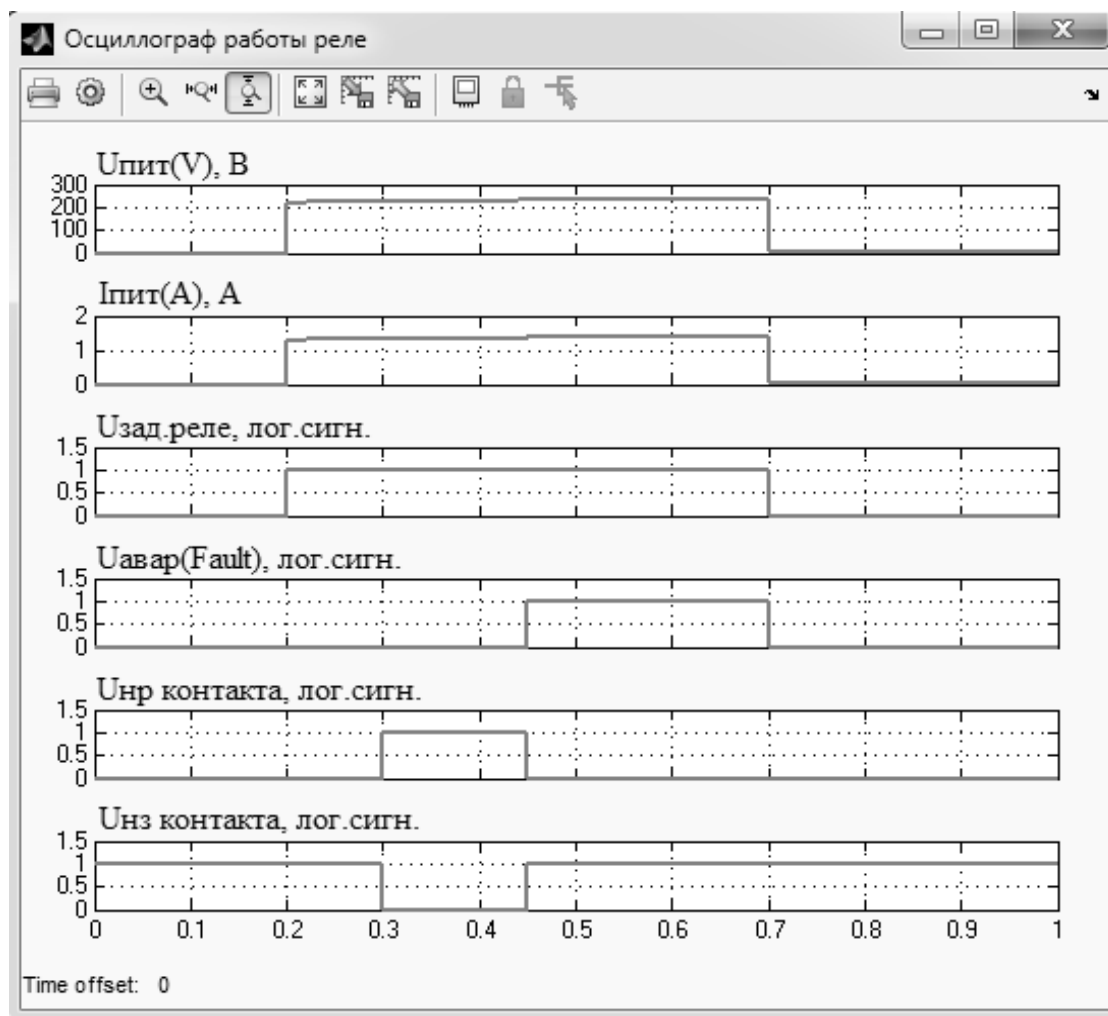 Осциллограф работы реле
Uпит(V), В
300
200
100
0
Iпит(A), А
2
1
0
Uзад.реле, лог.сигн.
1.5
1
0.5
0
Uавар(Fault), лог.сигн.
1.5
1
0.5
0
Uнр контакта, лог.сигн.
1.5
1
0.5
0
Uнз контакта, лог.сигн.
1.5
1
0.5
0
0 0.1 0.2 0.3 0.4 0.5 0.6 0.7 0.8 0.9 1
Time offset: 0